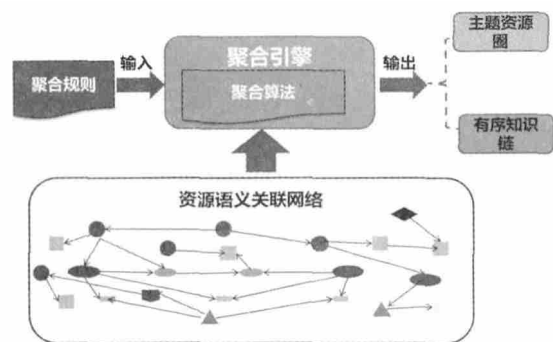 主题资源
圈
聚合引擎
输入
输出
聚合规则
聚合算法
有序知识
链
资源语义关联网络